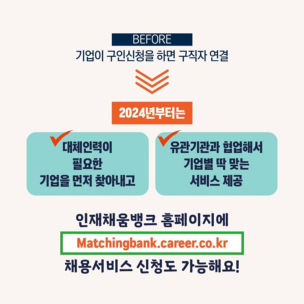 BEFORE
기업이 구인신청을 하면 구직자 연결
2024년부터는
대체인력이
필요한
기업을 먼저 찾아내고
유관기관과 협업해서
기업별 딱 맞는
서비스 제공
인재채움뱅크 홈페이지에
Matchingbank.career.co.kr
채용서비스 신청도 가능해요!